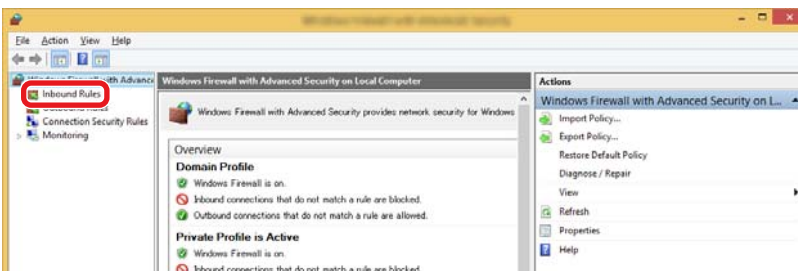 File Action View Help
Windows Firewall with Advance
Inbound Rules
Connection Security Rules
Monitoring
Windows Firewall with Advanced Security on Local Computer
Windows Firewall with Advanced Security provides network security for Windows
Overview
Domain Profile
Windows Firewall is on.
Inbound connections that do not match a rule are blocked.
Outbound connections that do not match a rule are allowed.
Private Profile is Active
Windows Firewall is on.
Inbound connections that do not match a rule are blocked.
Actions
Windows Firewall with Advanced Security on L...
Import Policy...
Export Policy...
Restore Default Policy
Diagnose / Repair
View
Refresh
Properties
Help